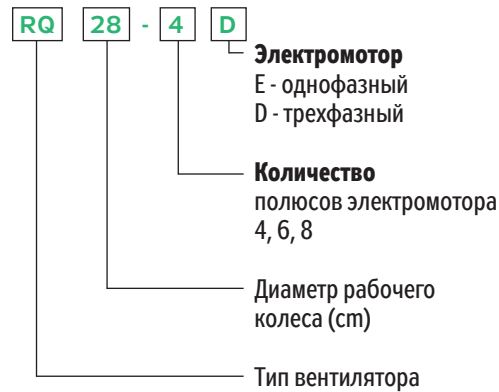 RQ 28 - 4 D
Электромотор
E - однофазный
D - трехфазный
Количество
полюсов электромотора
4, 6, 8
Диаметр рабочего
колеса (cm)
Тип вентилятора